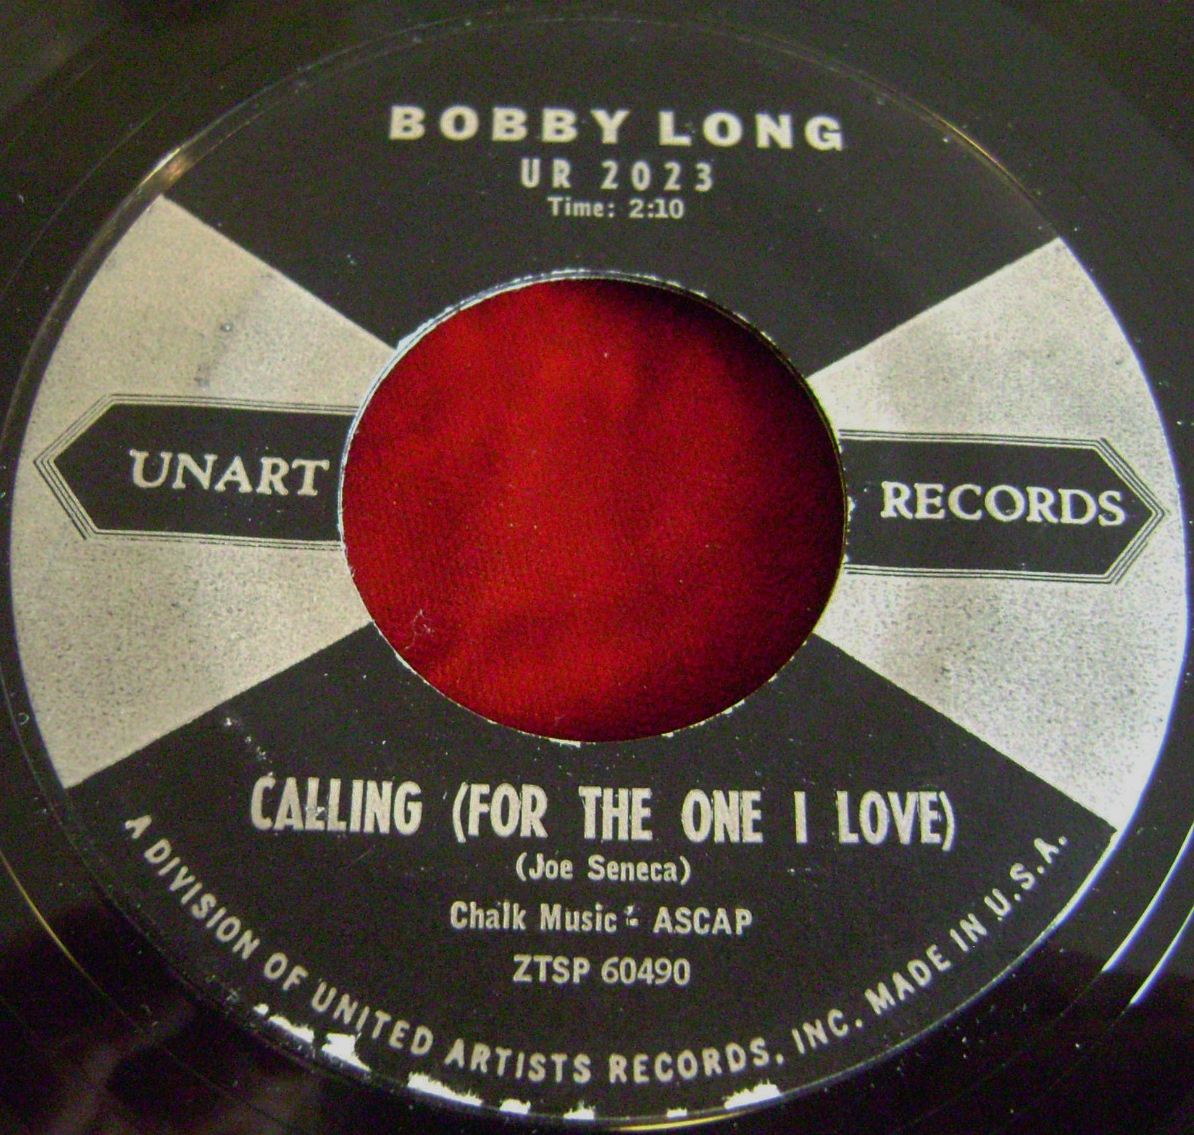 BOBBY LONG
UR 2023
Time: 2:10
UNART
RECORDS
CALLING (FOR THE ONE I LOVE)
(Joe Seneca)
Chalk Music - ASCAP
ZTSP 60490
A DIVISION OF UNITED ARTISTS RECORDS, INC. MADE IN U.S.A.